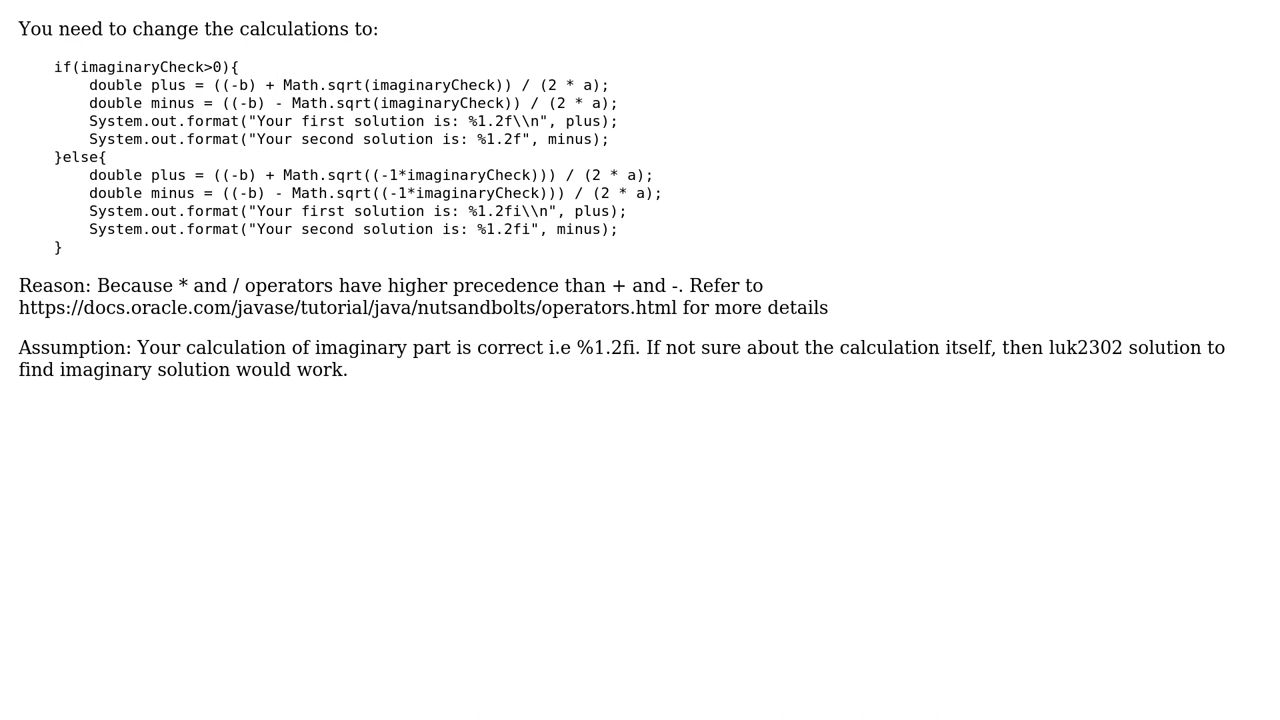 You need to change the calculations to:
if(imaginaryCheck>0){
    double plus = ((-b) + Math.sqrt(imaginaryCheck)) / (2 * a);
    double minus = ((-b) - Math.sqrt(imaginaryCheck)) / (2 * a);
    System.out.format("Your first solution is: %1.2f\\n", plus);
    System.out.format("Your second solution is: %1.2f", minus);
}else{
    double plus = ((-b) + Math.sqrt((-1*imaginaryCheck))) / (2 * a);
    double minus = ((-b) - Math.sqrt((-1*imaginaryCheck))) / (2 * a);
    System.out.format("Your first solution is: %1.2fi\\n", plus);
    System.out.format("Your second solution is: %1.2fi", minus);
}
Reason: Because * and / operators have higher precedence than + and -. Refer to
https://docs.oracle.com/javase/tutorial/java/nutsandbolts/operators.html for more details
Assumption: Your calculation of imaginary part is correct i.e %1.2fi. If not sure about the calculation itself, then luk2302 solution to
find imaginary solution would work.